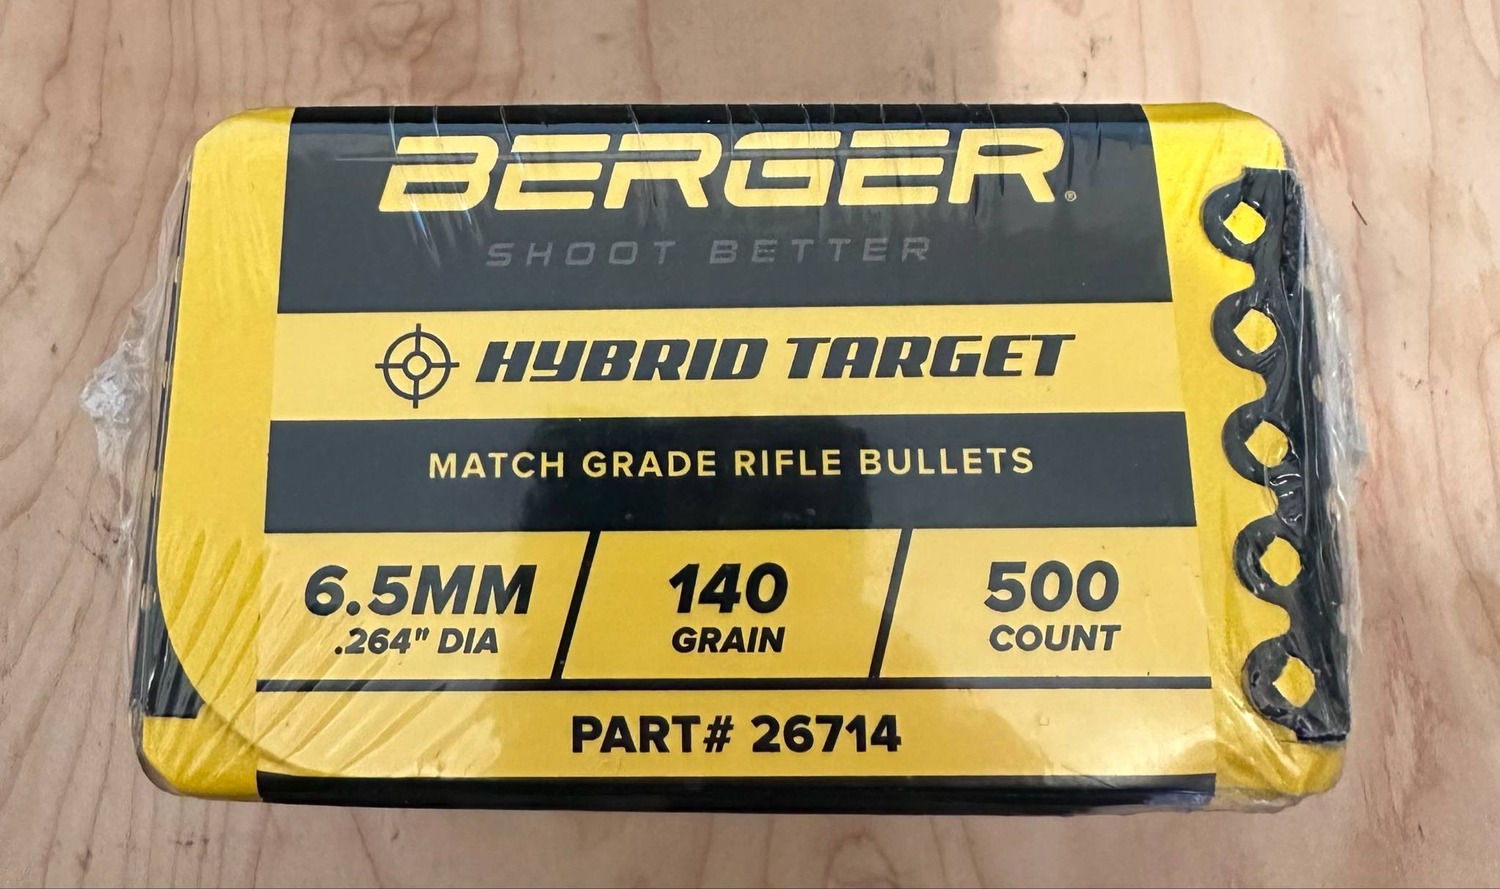 BERGER®
SHOOT BETTER
HYBRID TARGET
MATCH GRADE RIFLE BULLETS
6.5MM 140 500
.264" DIA GRAIN COUNT
PART# 26714